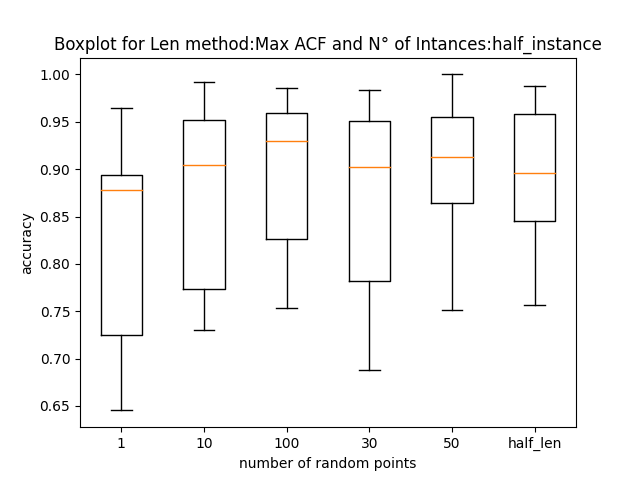 Boxplot for Len method:Max ACF and N° of Intances:half_instance
1.00
0.95
0.90
0.85
0.80
0.75
0.70
0.65
accuracy
1 10 100 30 50 half_len
number of random points